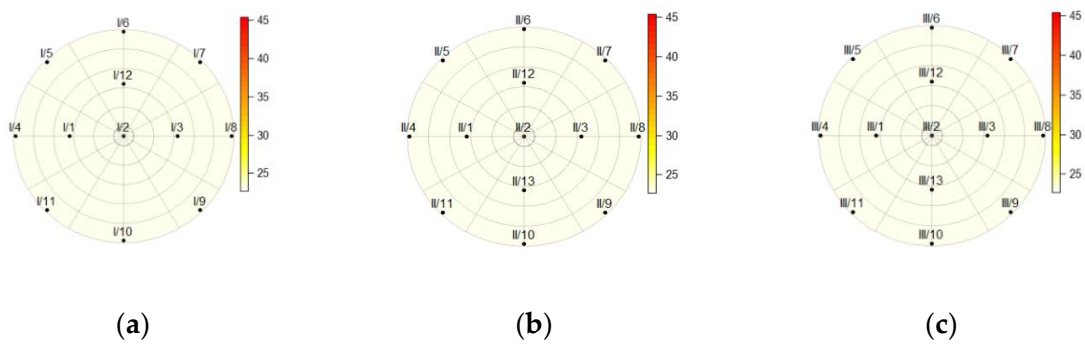 I/6
I/5
I/7
I/12
I/4
I/1
I/2
I/3
I/8
I/11
I/9
I/10
45
40
35
30
25
(a)
II/6
II/5
II/7
II/12
II/4
II/1
II/2
II/3
II/8
II/13
II/11
II/9
II/10
45
40
35
30
25
(b)
III/6
III/5
III/7
III/12
III/4
III/1
III/2
III/3
III/8
III/13
III/11
III/9
III/10
45
40
35
30
25
(c)